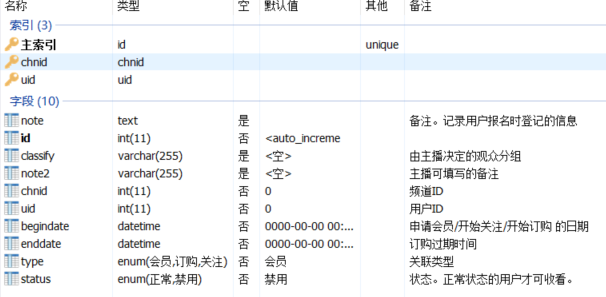 名称 类型 空 默认值 其他 备注
索引 (3)
主索引 id unique
chnid chnid
uid uid
字段 (10)
note text 是 备注。记录用户报名时登记的信息
id int(11) 否 <auto_increme
classify varchar(255) 是 <空> 由主播决定的观众分组
note2 varchar(255) 是 <空> 主播可填写的备注
chnid int(11) 否 0 频道ID
uid int(11) 否 0 用户ID
begindate datetime 否 0000-00-00 00:... 申请会员/开始关注/开始订购 的日期
enddate datetime 否 0000-00-00 00:... 订购过期时间
type enum(会员,订购,关注) 否 会员 关联类型
status enum(正常,禁用) 否 禁用 状态。正常状态的用户才可收看。